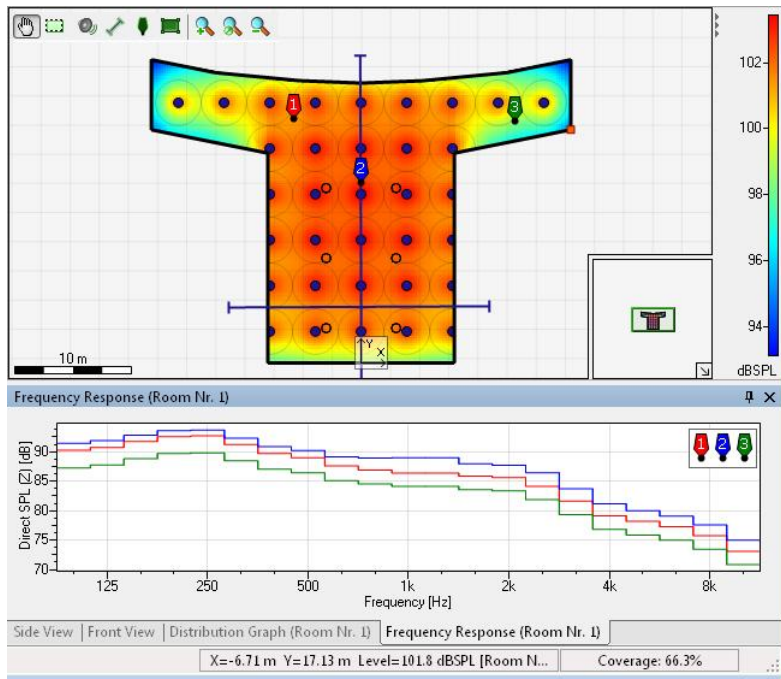 102
100
98
96
94
dBSPL
1
2
3
Y
X
10 m
Frequency Response (Room Nr. 1)
Direct SPL [Z] [dB]
90
85
80
75
70
1 2 3
125 250 500 1k 2k 4k 8k
Frequency [Hz]
Side View Front View Distribution Graph (Room Nr. 1) Frequency Response (Room Nr. 1)
X=-6.71 m Y=17.13 m Level=101.8 dBSPL [Room N... Coverage: 66.3%